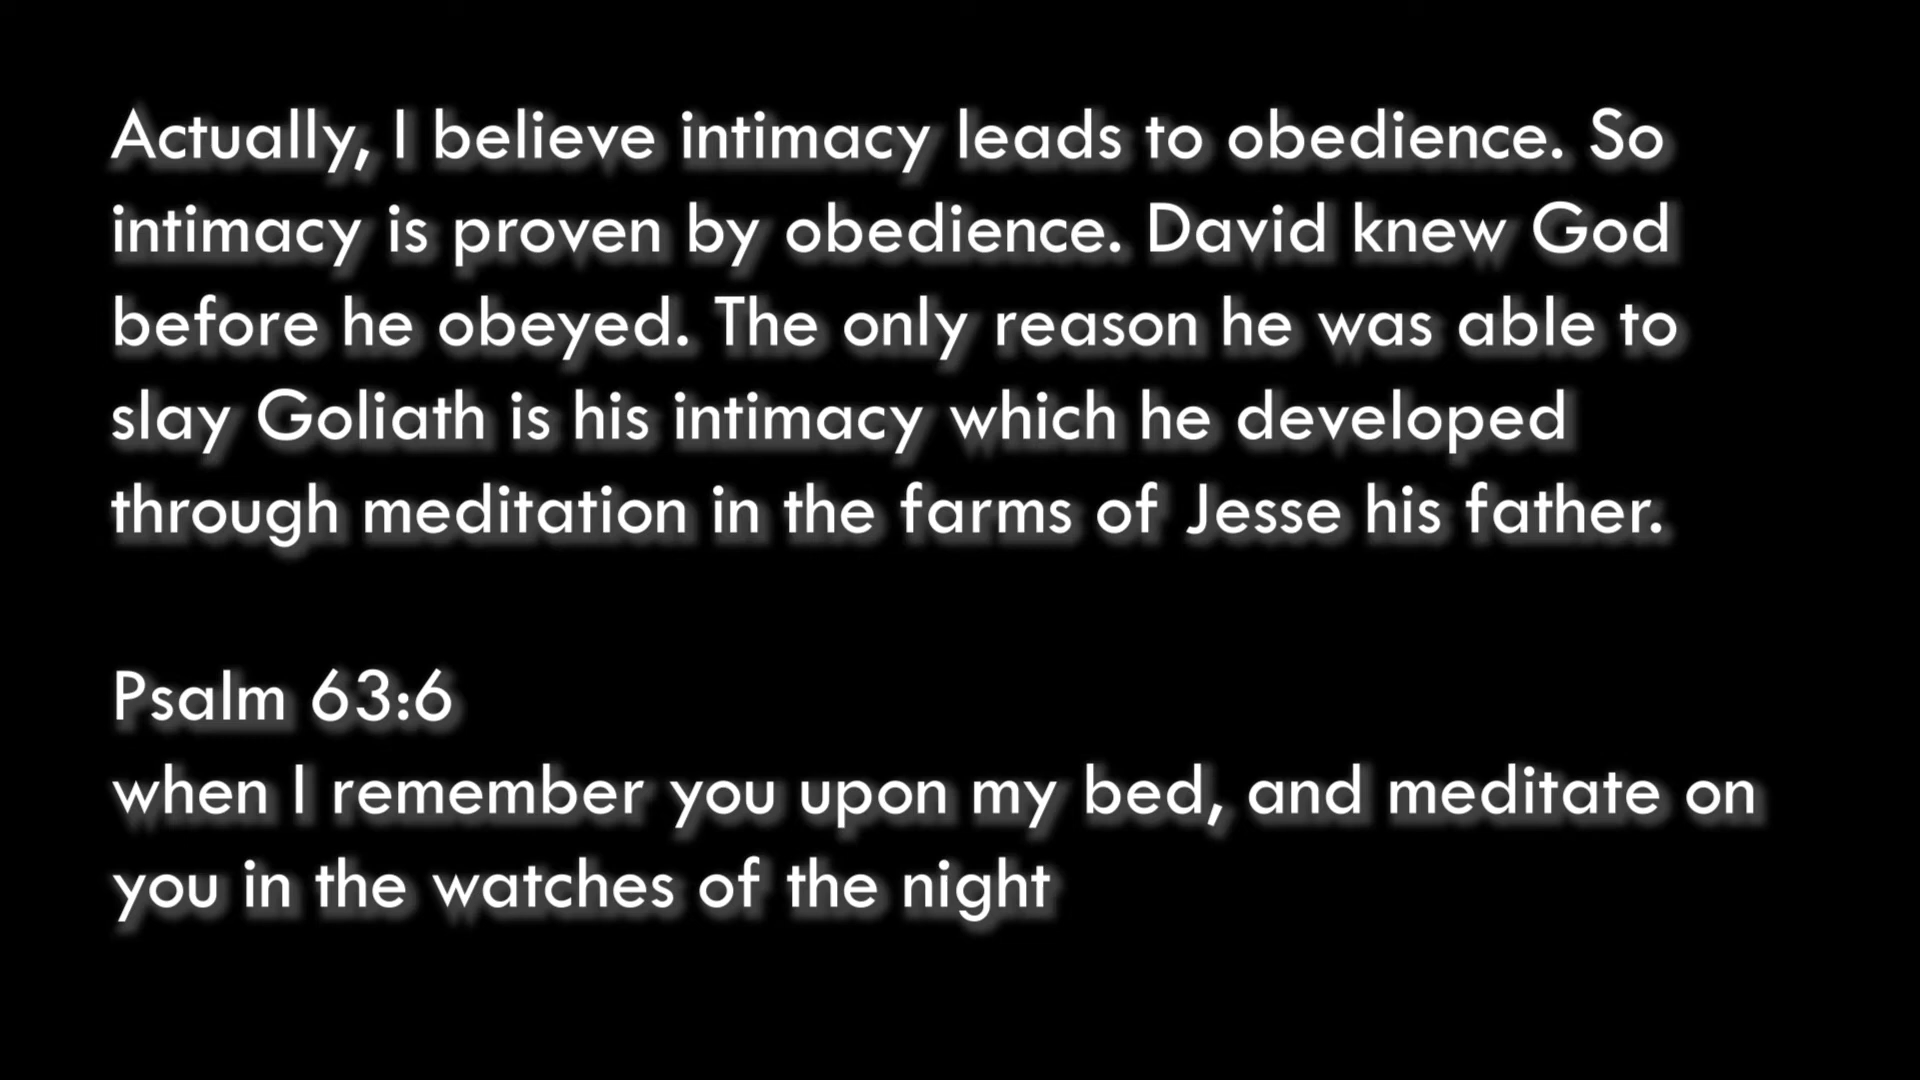 Actually, I believe intimacy leads to obedience. So
intimacy is proven by obedience. David knew God
before he obeyed. The only reason he was able to
slay Goliath is his intimacy which he developed
through meditation in the farms of Jesse his father.
Psalm 63:6
when I remember you upon my bed, and meditate on
you in the watches of the night